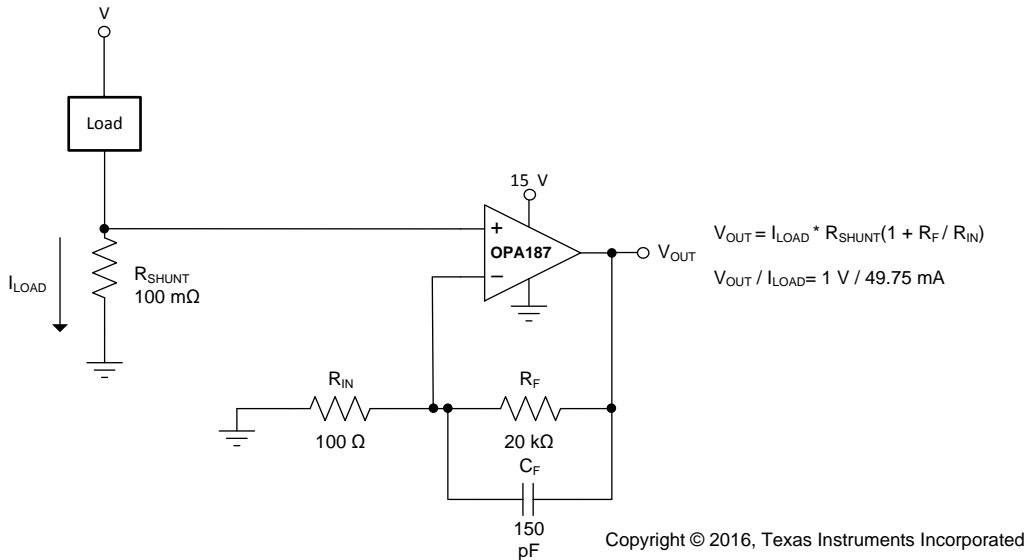 V
Load
15 V
+
OPA187
−
V_OUT
V_OUT = I_LOAD * R_SHUNT(1 + R_F / R_IN)
V_OUT / I_LOAD= 1 V / 49.75 mA
I_LOAD
R_SHUNT
100 mΩ
R_IN
100 Ω
R_F
20 kΩ
C_F
150
pF
Copyright © 2016, Texas Instruments Incorporated